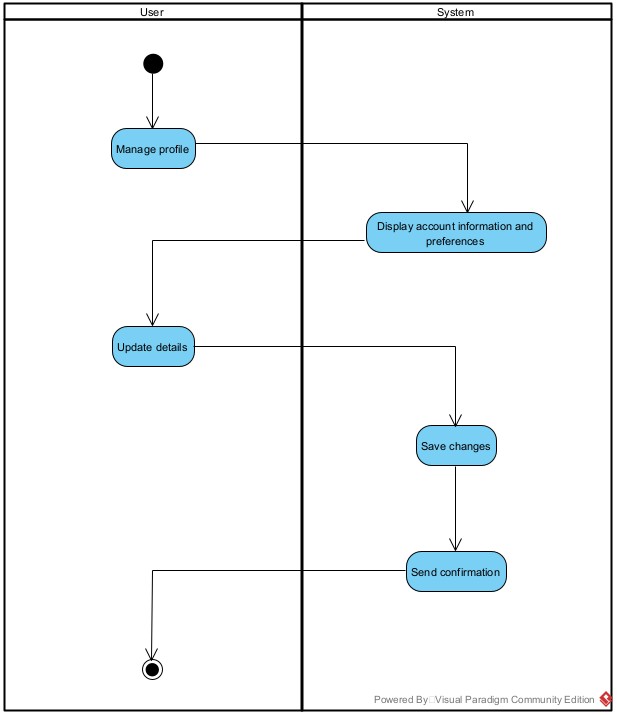 User
System
Manage profile
Display account information and
preferences
Update details
Save changes
Send confirmation
Powered By Visual Paradigm Community Edition